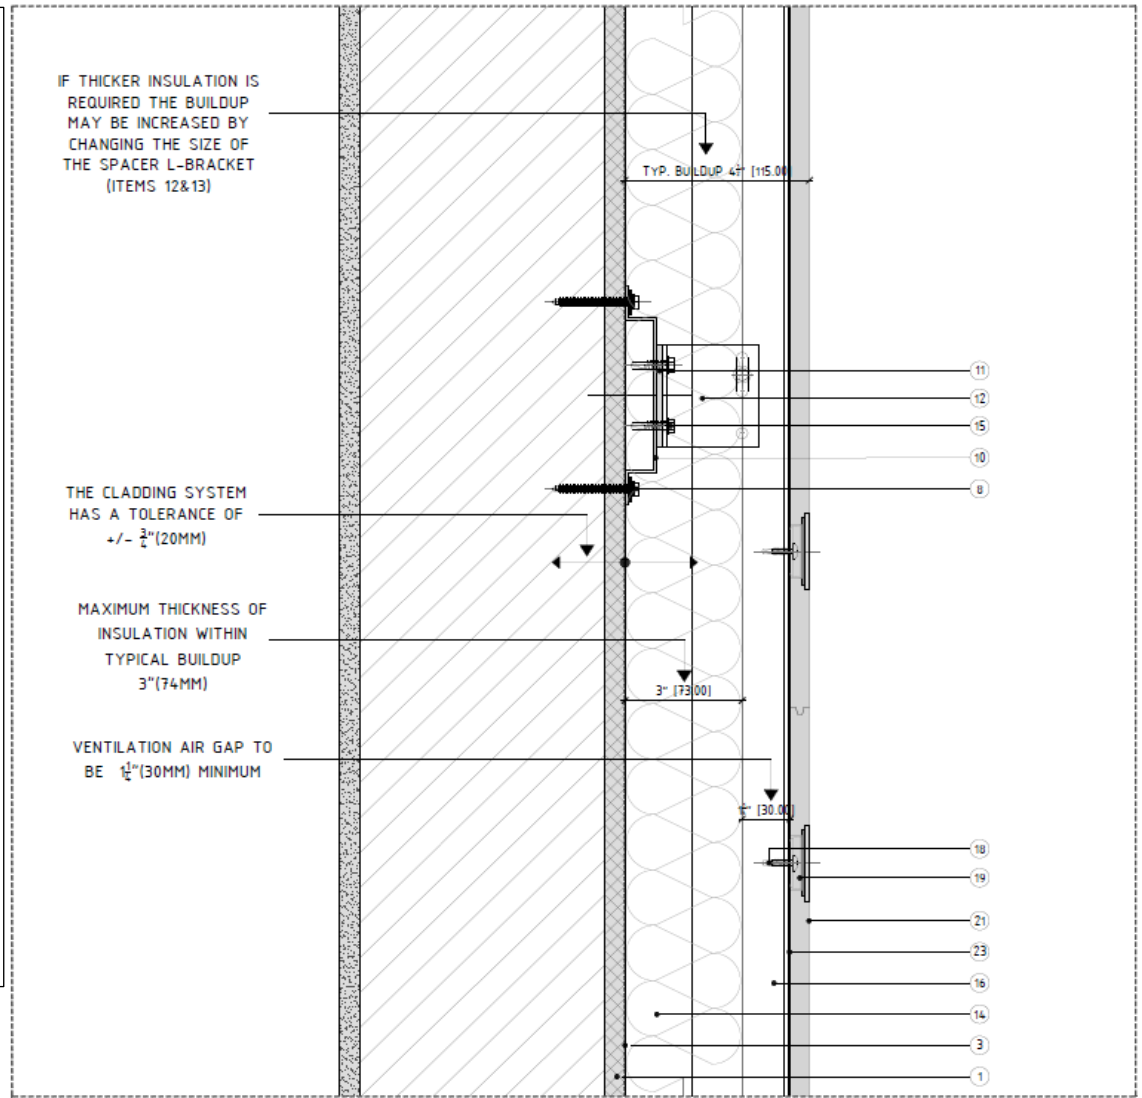 IF THICKER INSULATION IS
REQUIRED THE BUILDUP
MAY BE INCREASED BY
CHANGING THE SIZE OF
THE SPACER L-BRACKET
(ITEMS 12&13)
TYP. BUILDUP 4½" [115.00]
11
12
15
10
8
THE CLADDING SYSTEM
HAS A TOLERANCE OF
+/- ¾"(20MM)
MAXIMUM THICKNESS OF
INSULATION WITHIN
TYPICAL BUILDUP
3"(74MM)
3" [73.00]
VENTILATION AIR GAP TO
BE 1¼"(30MM) MINIMUM
[30.00]
18
19
21
23
16
14
3
1